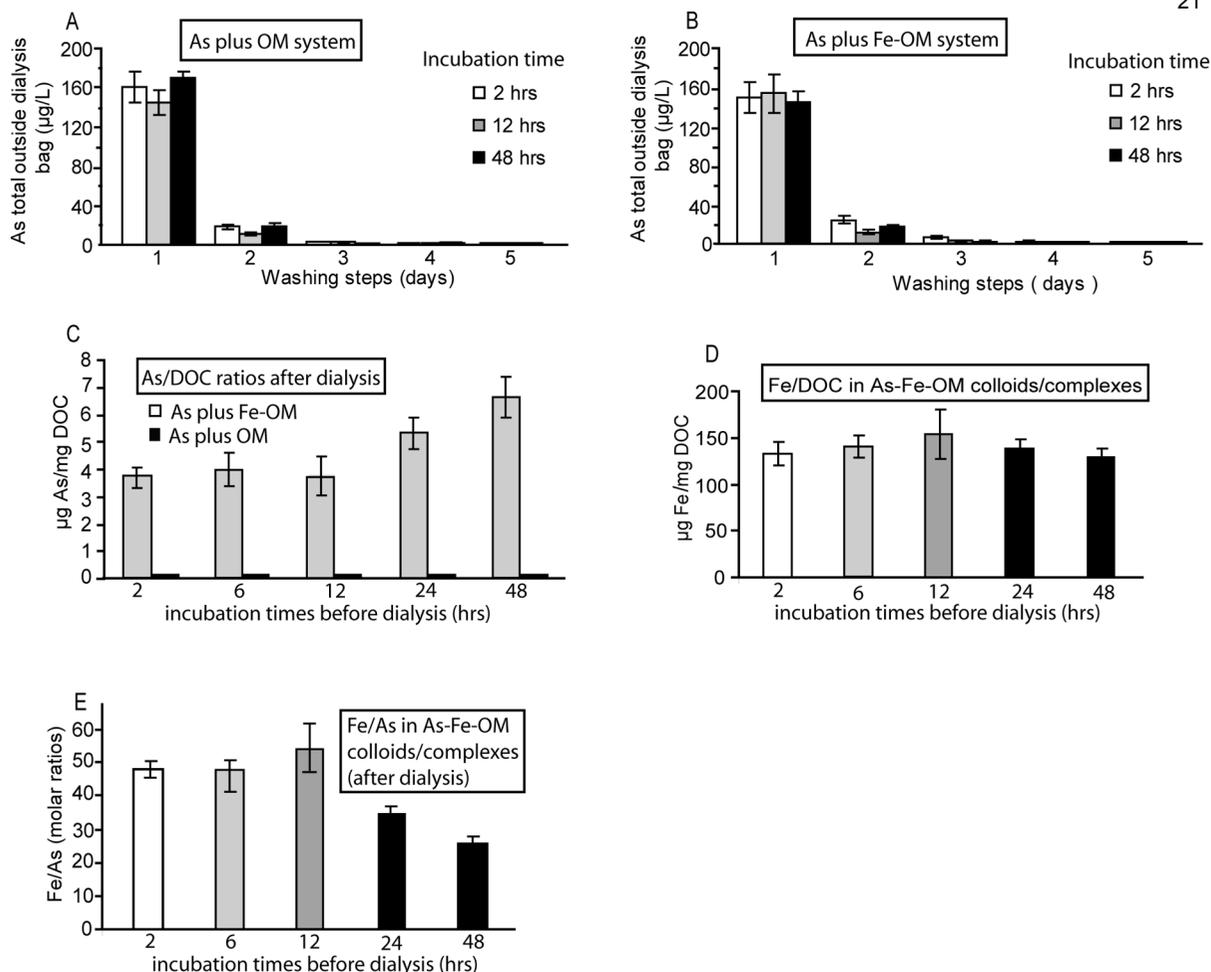 21
A
As plus OM system
As total outside dialysis
bag (µg/L)
200
160
120
80
40
0
Incubation time
2 hrs
12 hrs
48 hrs
1 2 3 4 5
Washing steps (days)
B
As plus Fe-OM system
As total outside dialysis
bag (µg/L)
200
160
120
80
40
0
Incubation time
2 hrs
12 hrs
48 hrs
1 2 3 4 5
Washing steps ( days )
C
As/DOC ratios after dialysis
As plus Fe-OM
As plus OM
µg As/mg DOC
8
7
6
5
4
3
2
1
0
2 6 12 24 48
incubation times before dialysis (hrs)
D
Fe/DOC in As-Fe-OM colloids/complexes
µg Fe/mg DOC
200
150
100
50
0
2 6 12 24 48
incubation times before dialysis (hrs)
E
Fe/As in As-Fe-OM
colloids/complexes
(after dialysis)
Fe/As (molar ratios)
60
50
40
30
20
10
0
2 6 12 24 48
incubation times before dialysis (hrs)